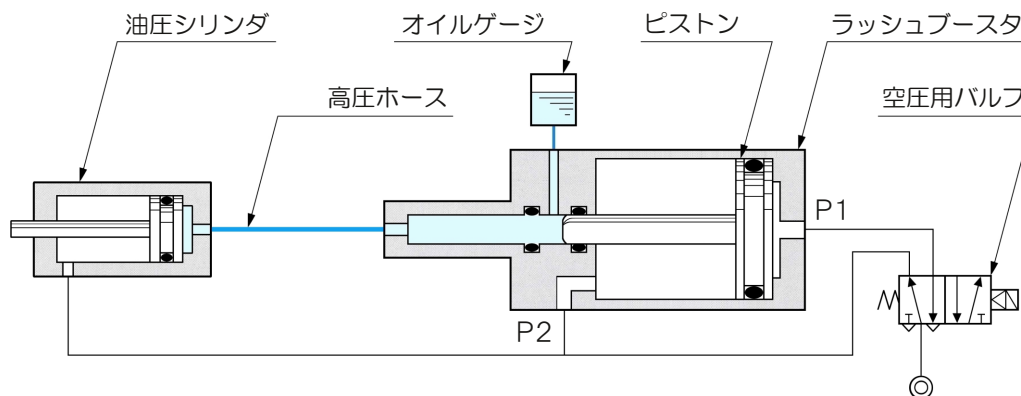 油圧シリンダ
オイルゲージ
ピストン
ラッシュブースタ
高圧ホース
空圧用バルブ
P1
P2